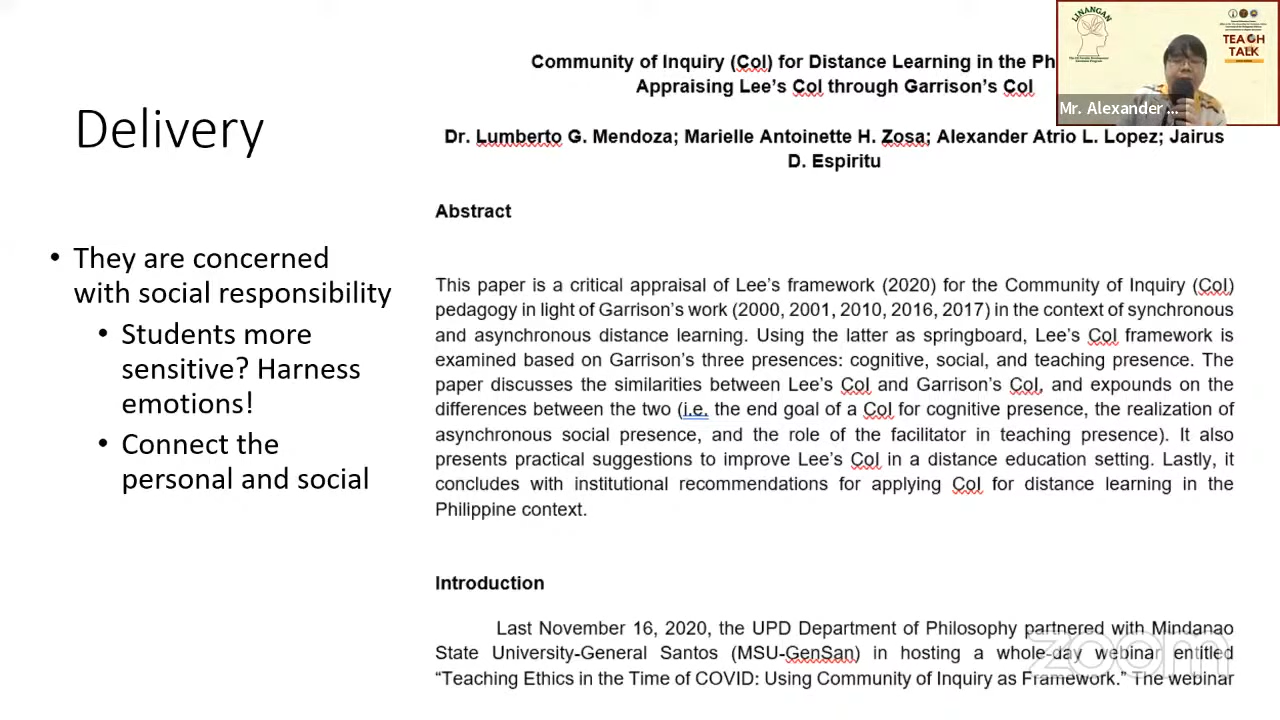 Delivery
• They are concerned
with social responsibility
• Students more
sensitive? Harness
emotions!
• Connect the
personal and social
Community of Inquiry (CoI) for Distance Learning in the Ph
Appraising Lee's CoI through Garrison's CoI
Dr. Lumberto G. Mendoza; Marielle Antoinette H. Zosa; Alexander Atrio L. Lopez; Jairus
D. Espiritu
Abstract
This paper is a critical appraisal of Lee's framework (2020) for the Community of Inquiry (CoI)
pedagogy in light of Garrison's work (2000, 2001, 2010, 2016, 2017) in the context of synchronous
and asynchronous distance learning. Using the latter as springboard, Lee's CoI framework is
examined based on Garrison's three presences: cognitive, social, and teaching presence. The
paper discusses the similarities between Lee's CoI and Garrison's CoI, and expounds on the
differences between the two (i.e. the end goal of a CoI for cognitive presence, the realization of
asynchronous social presence, and the role of the facilitator in teaching presence). It also
presents practical suggestions to improve Lee's CoI in a distance education setting. Lastly, it
concludes with institutional recommendations for applying CoI for distance learning in the
Philippine context.
Introduction
Last November 16, 2020, the UPD Department of Philosophy partnered with Mindanao
State University-General Santos (MSU-GenSan) in hosting a whole-day webinar entitled
“Teaching Ethics in the Time of COVID: Using Community of Inquiry as Framework.” The webinar
LINANGAN
TEACH
TALK
Mr. Alexander ...
zoom